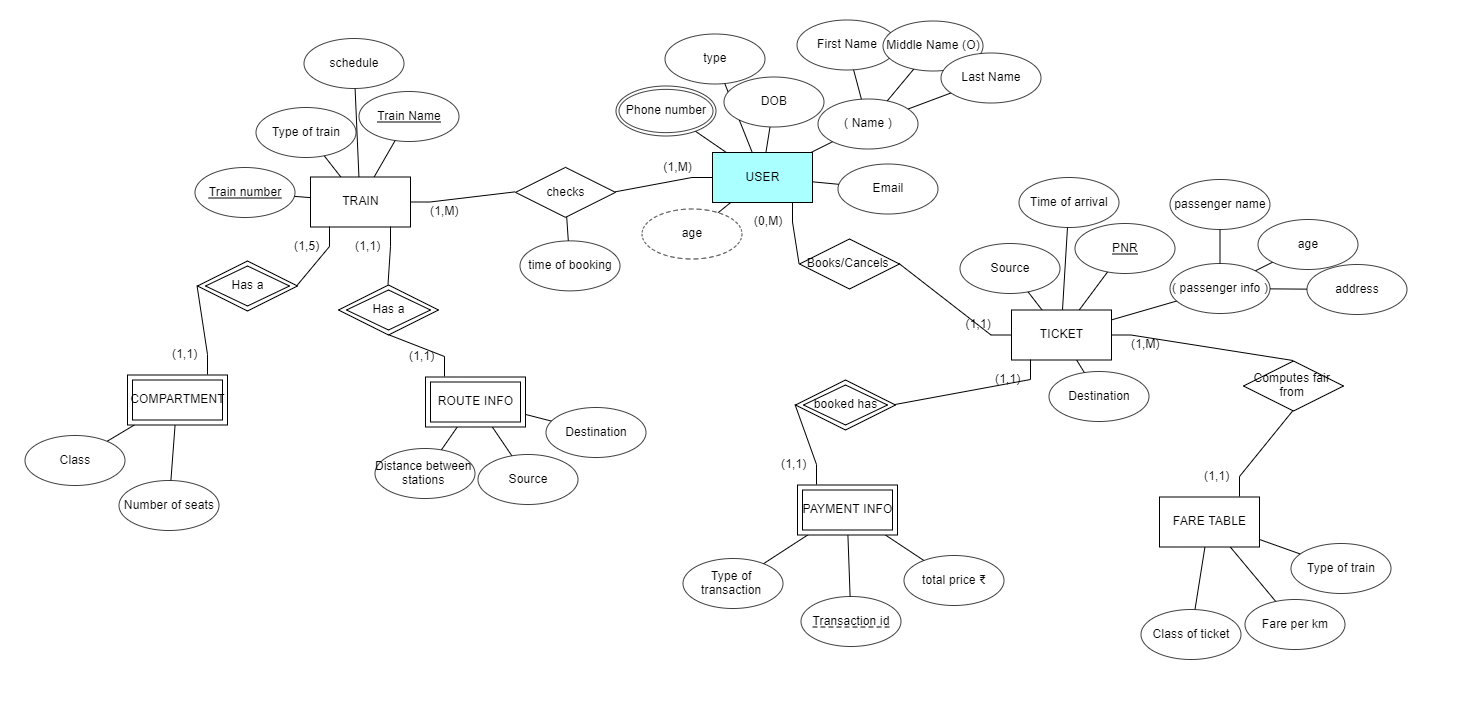 First Name
Middle Name (O)
type
schedule
Last Name
DOB
Phone number
Train Name
( Name )
Type of train
(1,M)
USER
Email
Train number
TRAIN
checks
(1,M)
(0,M)
age
time of booking
Time of arrival
passenger name
PNR
age
Source
( passenger info )
address
(1,5)
(1,1)
Has a
Has a
Books/Cancels
(1,1)
TICKET
(1,M)
(1,1)
(1,1)
(1,1)
Computes fair
from
Destination
booked has
COMPARTMENT
ROUTE INFO
Destination
Class
Distance between
stations
Source
Number of seats
(1,1)
(1,1)
PAYMENT INFO
FARE TABLE
Type of
transaction
total price ₹
Transaction id
Type of train
Fare per km
Class of ticket